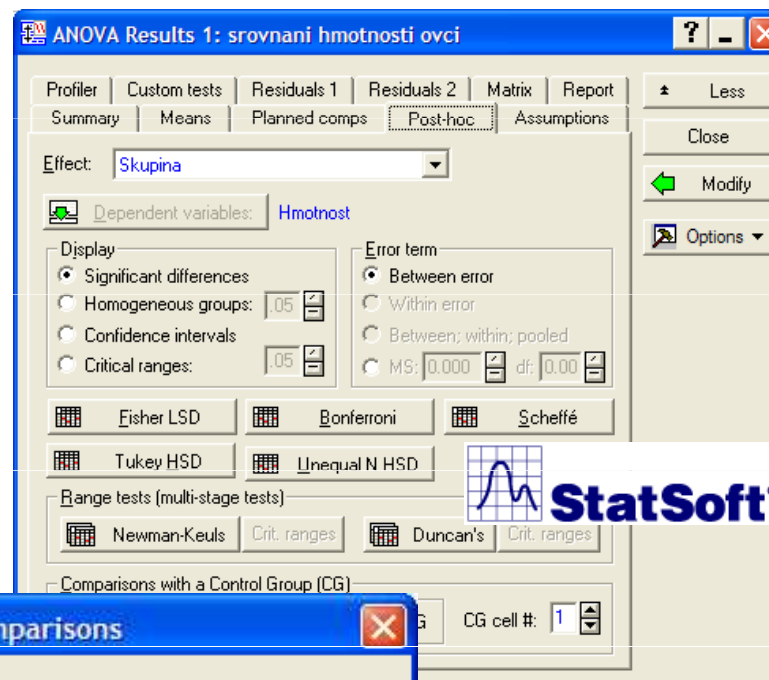 ANOVA Results 1: srovnani hmotnosti ovci ? _
Profiler Custom tests Residuals 1 Residuals 2 Matrix Report
Summary Means Planned comps Post-hoc Assumptions
Less
Close
Modify
Options
Effect: Skupina
Dependent variables: Hmotnost
Display
Significant differences
Homogeneous groups: .05
Confidence intervals
Critical ranges: .05
Error term
Between error
Within error
Between; within; pooled
MS: 0.000 df: 0.00
Fisher LSD Bonferroni Scheffé
Tukey HSD Unequal N HSD
StatSoft
Range tests (multi-stage tests)
Newman-Keuls Crit. ranges Duncan's Crit. ranges
Comparisons with a Control Group (CG)
G CG cell #: 1
mparisons